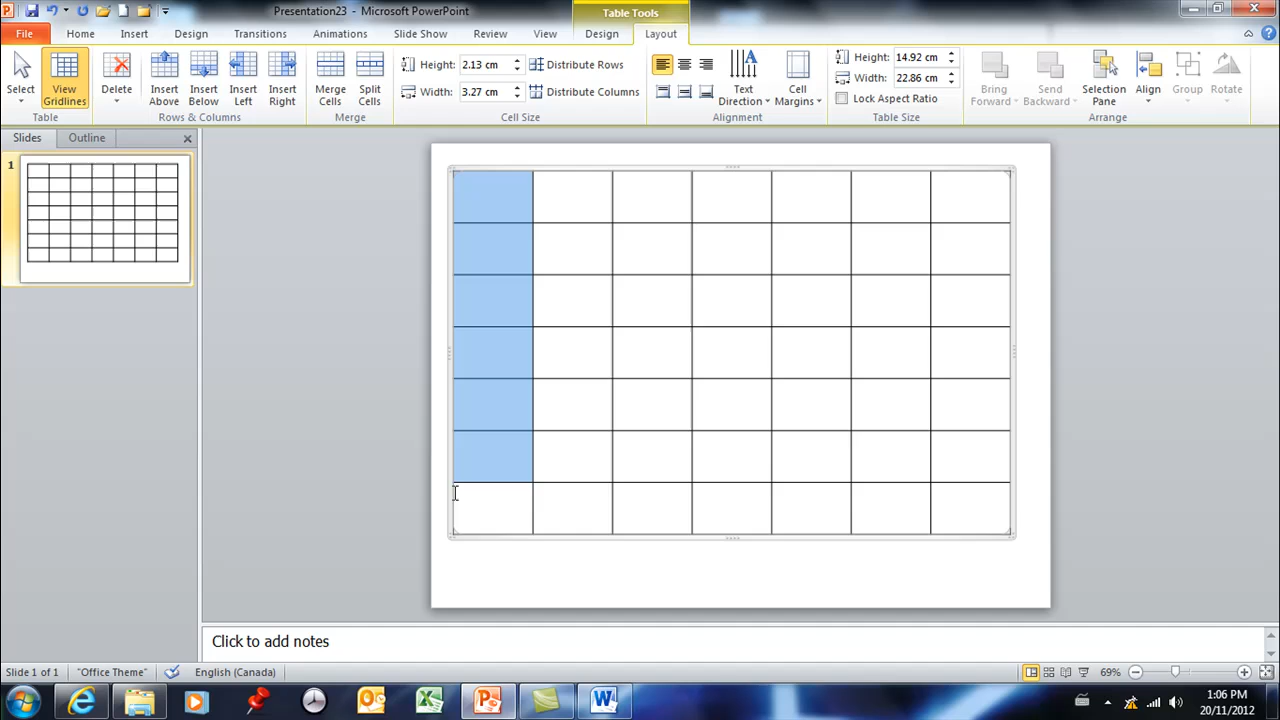 Presentation23 - Microsoft PowerPoint
Table Tools
File Home Insert Design Transitions Animations Slide Show Review View Design Layout
Select
View Gridlines
Delete
Insert Above
Insert Below
Insert Left
Insert Right
Merge Cells
Split Cells
Height: 2.13 cm Distribute Rows
Width: 3.27 cm Distribute Columns
Text Direction
Cell Margins
Height: 14.92 cm
Width: 22.86 cm
Lock Aspect Ratio
Bring Forward
Send Backward
Selection Pane
Align
Group
Rotate
Table Rows & Columns Merge Cell Size Alignment Table Size Arrange
Slides Outline
1
Click to add notes
Slide 1 of 1 "Office Theme" English (Canada) 69%
1:06 PM
20/11/2012